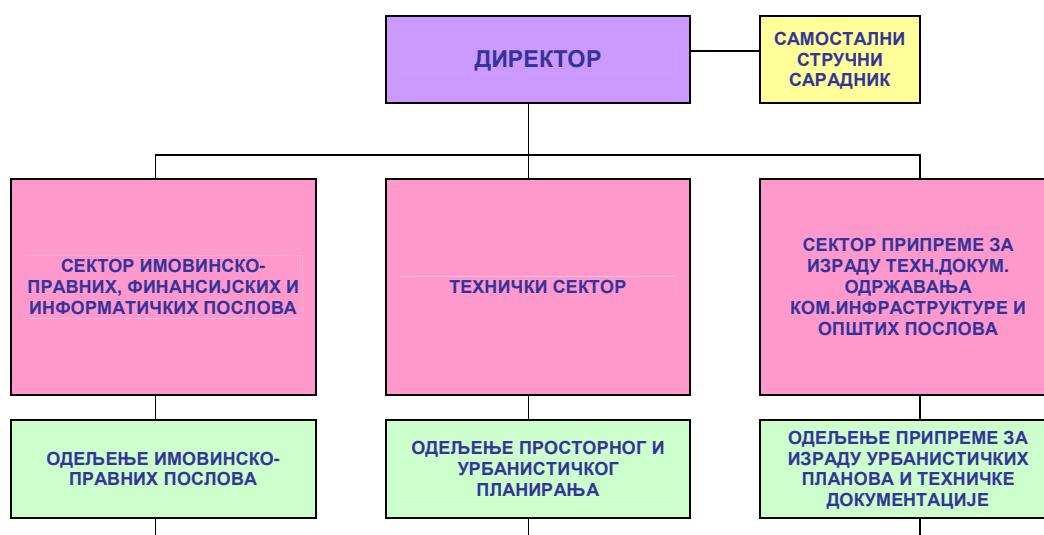 ДИРЕКТОР
САМОСТАЛНИ
СТРУЧНИ
САРАДНИК
СЕКТОР ИМОВИНСКО-
ПРАВНИХ, ФИНАНСИЈСКИХ И
ИНФОРМАТИЧКИХ ПОСЛОВА
ТЕХНИЧКИ СЕКТОР
СЕКТОР ПРИПРЕМЕ ЗА
ИЗРАДУ ТЕХН.ДОКУМ.
ОДРЖАВАЊА
КОМ.ИНФРАСТРУКТУРЕ И
ОПШТИХ ПОСЛОВА
ОДЕЉЕЊЕ ИМОВИНСКО-
ПРАВНИХ ПОСЛОВА
ОДЕЉЕЊЕ ПРОСТОРНОГ И
УРБАНИСТИЧКОГ
ПЛАНИРАЊА
ОДЕЉЕЊЕ ПРИПРЕМЕ ЗА
ИЗРАДУ УРБАНИСТИЧКИХ
ПЛАНОВА И ТЕХНИЧКЕ
ДОКУМЕНТАЦИЈЕ